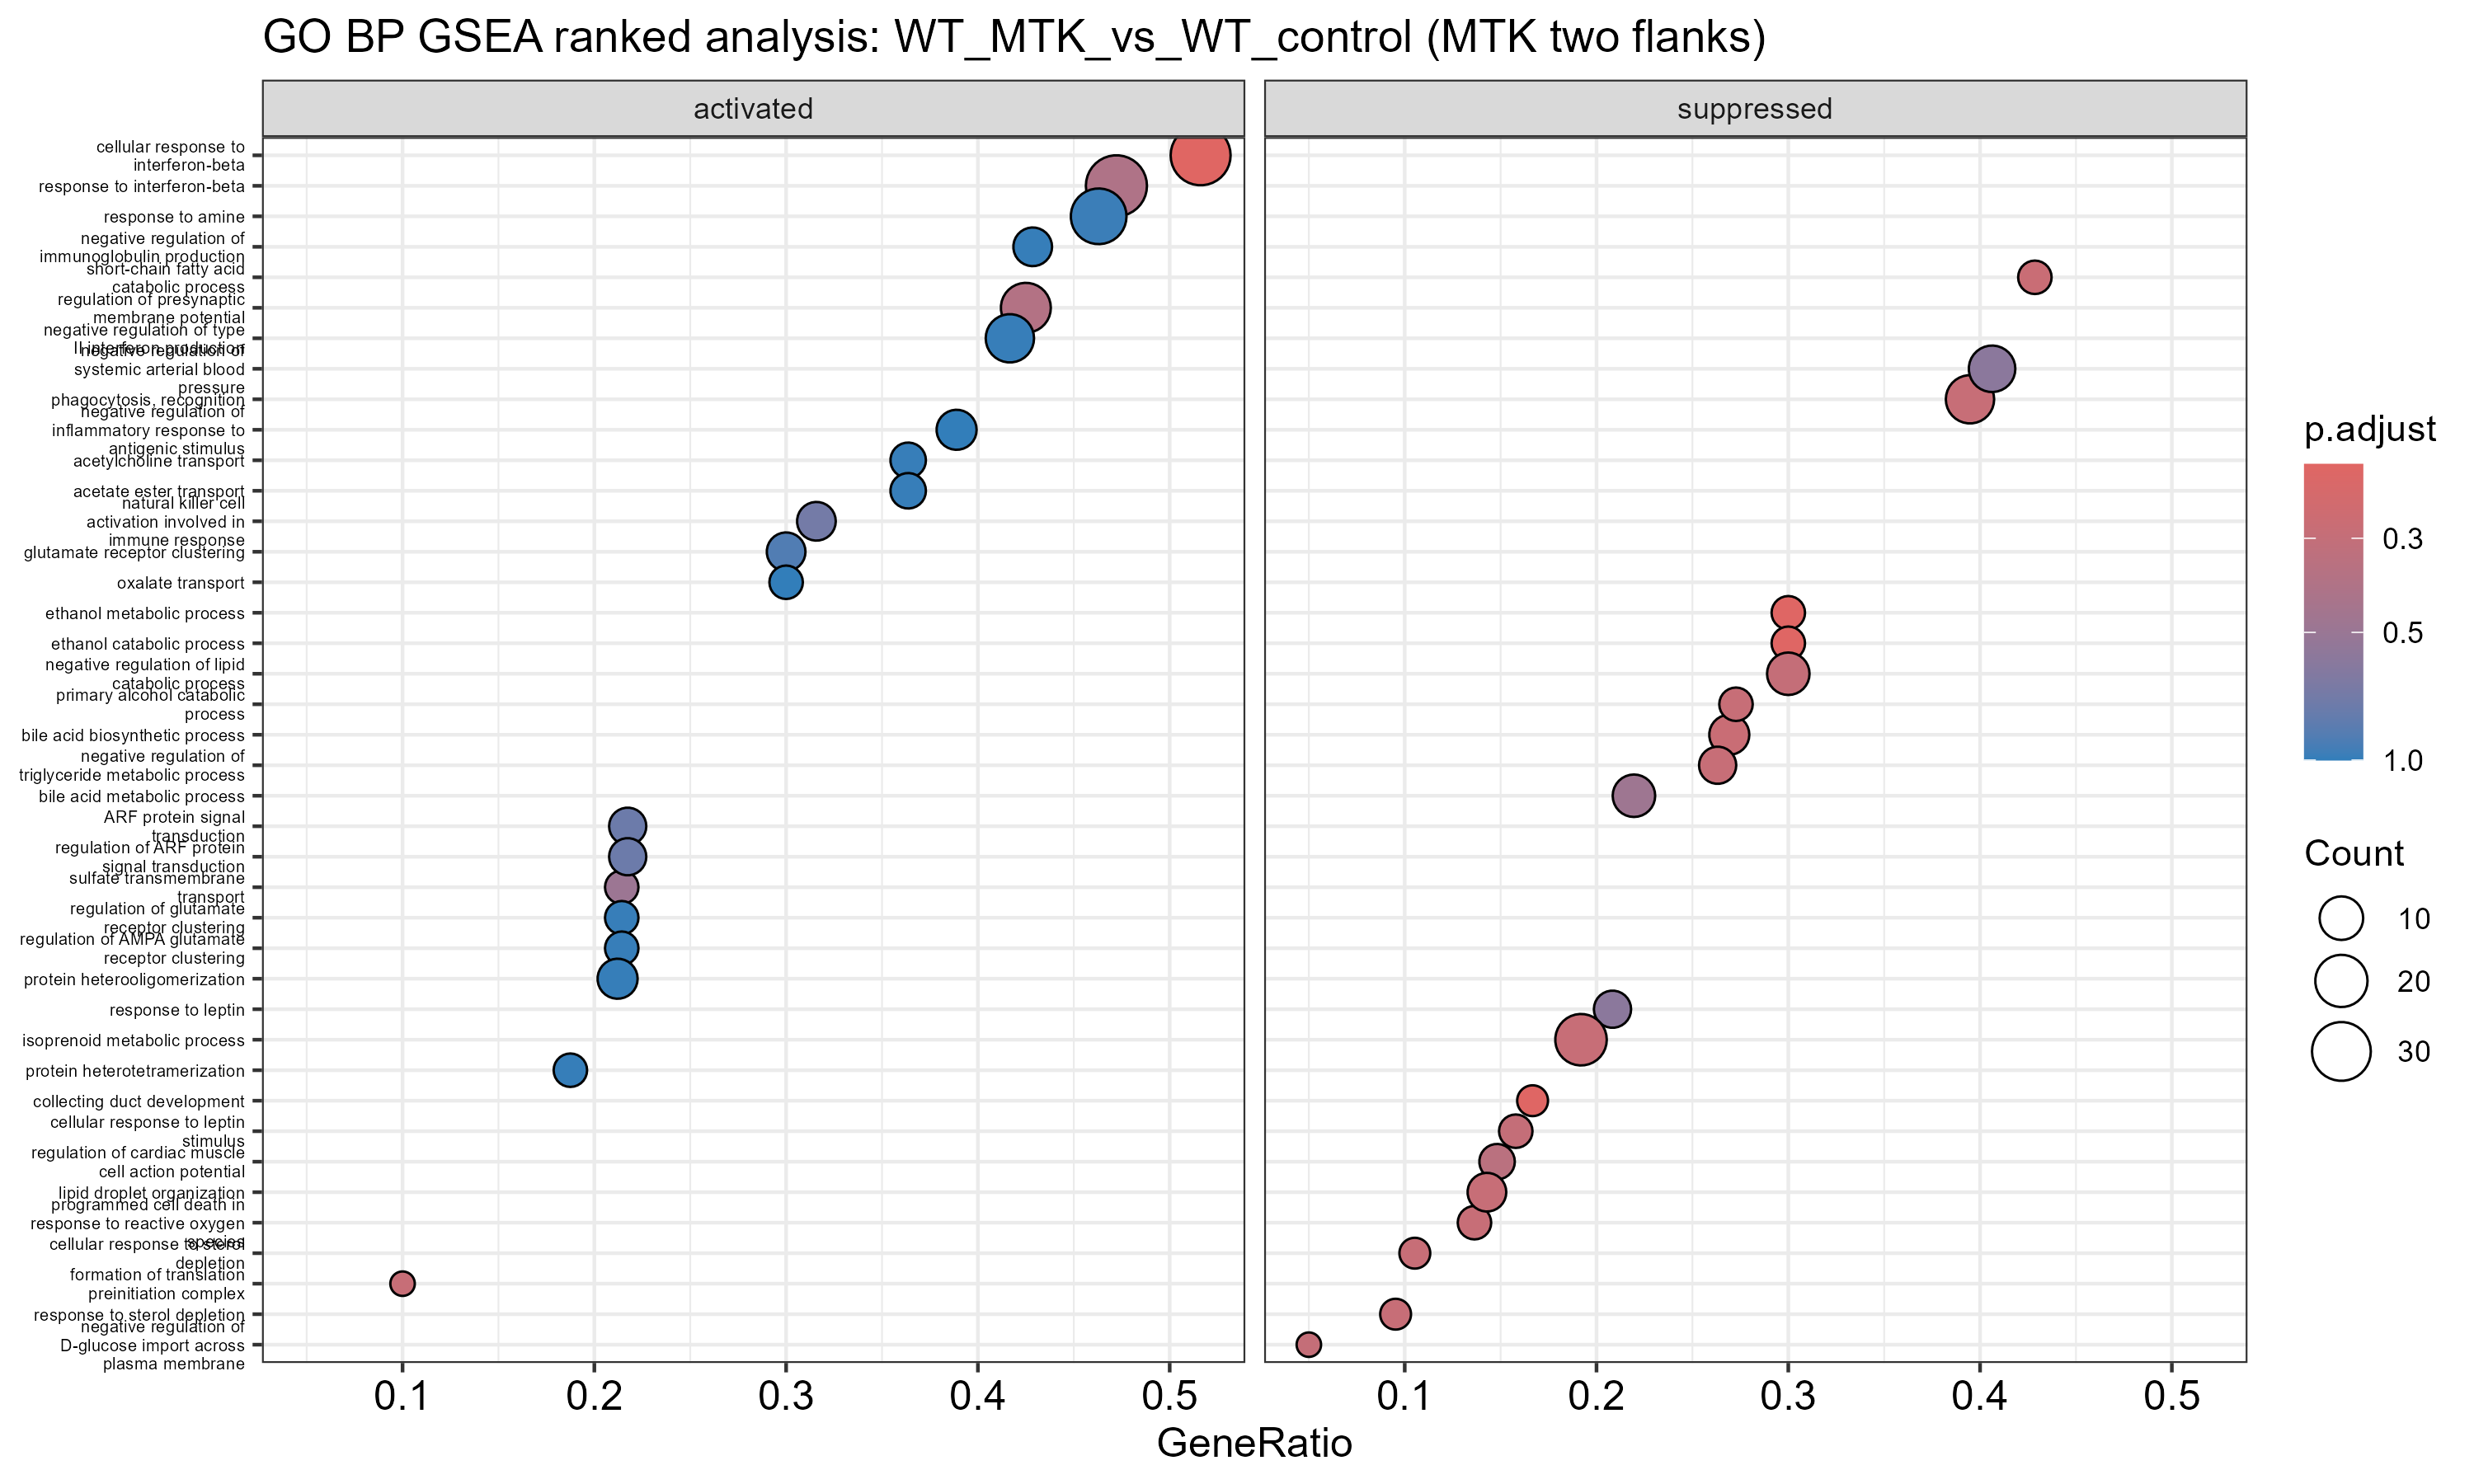 GO BP GSEA ranked analysis: WT_MTK_vs_WT_control (MTK two flanks)
activated
suppressed
cellular response to
interferon-beta
response to interferon-beta
response to amine
negative regulation of
immunoglobulin production
short-chain fatty acid
catabolic process
regulation of presynaptic
membrane potential
negative regulation of type
II interferon production
negative regulation of
systemic arterial blood
pressure
phagocytosis, recognition
negative regulation of
inflammatory response to
antigenic stimulus
acetylcholine transport
acetate ester transport
natural killer cell
activation involved in
immune response
glutamate receptor clustering
oxalate transport
ethanol metabolic process
ethanol catabolic process
negative regulation of lipid
catabolic process
primary alcohol catabolic
process
bile acid biosynthetic process
negative regulation of
triglyceride metabolic process
bile acid metabolic process
ARF protein signal
transduction
regulation of ARF protein
signal transduction
sulfate transmembrane
transport
regulation of glutamate
receptor clustering
regulation of AMPA glutamate
receptor clustering
protein heterooligomerization
response to leptin
isoprenoid metabolic process
protein heterotetramerization
collecting duct development
cellular response to leptin
stimulus
regulation of cardiac muscle
cell action potential
lipid droplet organization
programmed cell death in
response to reactive oxygen
species
cellular response to sterol
depletion
formation of translation
preinitiation complex
response to sterol depletion
negative regulation of
D-glucose import across
plasma membrane
0.1 0.2 0.3 0.4 0.5
0.1 0.2 0.3 0.4 0.5
GeneRatio
p.adjust
0.3
0.5
1.0
Count
10
20
30